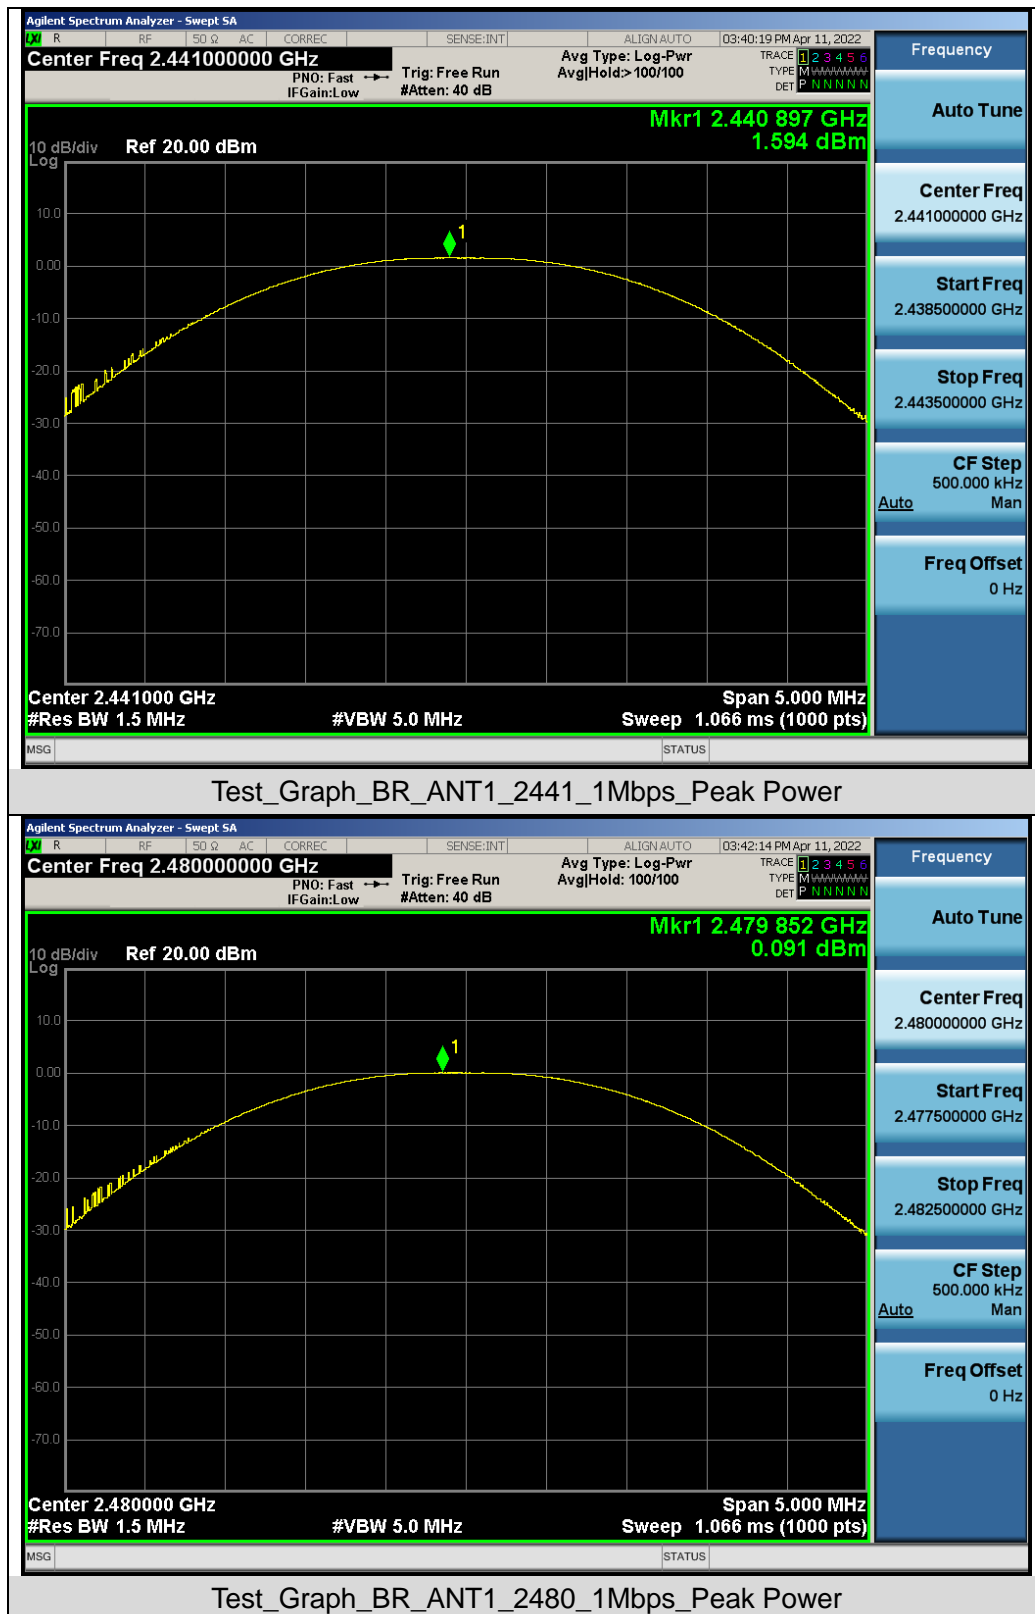 Agilent Spectrum Analyzer - Swept SA
LXI R RF 50 Ω AC CORREC SENSE:INT ALIGN AUTO 03:40:19 PM Apr 11, 2022
Center Freq 2.441000000 GHz
PNO: Fast
IFGain:Low
Trig: Free Run
#Atten: 40 dB
Avg Type: Log-Pwr
Avg|Hold:>100/100
TRACE 1 2 3 4 5 6
TYPE M WWWWW
DET P N N N N N
Mkr1 2.440 897 GHz
1.594 dBm
10 dB/div Ref 20.00 dBm
Log
10.0
1
0.00
-10.0
-20.0
-30.0
-40.0
-50.0
-60.0
-70.0
Center 2.441000 GHz Span 5.000 MHz
#Res BW 1.5 MHz #VBW 5.0 MHz Sweep 1.066 ms (1000 pts)
MSG STATUS
Frequency
Auto Tune
Center Freq
2.441000000 GHz
Start Freq
2.438500000 GHz
Stop Freq
2.443500000 GHz
CF Step
500.000 kHz
Auto Man
Freq Offset
0 Hz
Test_Graph_BR_ANT1_2441_1Mbps_Peak Power
Agilent Spectrum Analyzer - Swept SA
LXI R RF 50 Ω AC CORREC SENSE:INT ALIGN AUTO 03:42:14 PM Apr 11, 2022
Center Freq 2.480000000 GHz
PNO: Fast
IFGain:Low
Trig: Free Run
#Atten: 40 dB
Avg Type: Log-Pwr
Avg|Hold: 100/100
TRACE 1 2 3 4 5 6
TYPE M WWWWW
DET P N N N N N
Mkr1 2.479 852 GHz
0.091 dBm
10 dB/div Ref 20.00 dBm
Log
10.0
1
0.00
-10.0
-20.0
-30.0
-40.0
-50.0
-60.0
-70.0
Center 2.480000 GHz Span 5.000 MHz
#Res BW 1.5 MHz #VBW 5.0 MHz Sweep 1.066 ms (1000 pts)
MSG STATUS
Frequency
Auto Tune
Center Freq
2.480000000 GHz
Start Freq
2.477500000 GHz
Stop Freq
2.482500000 GHz
CF Step
500.000 kHz
Auto Man
Freq Offset
0 Hz
Test_Graph_BR_ANT1_2480_1Mbps_Peak Power